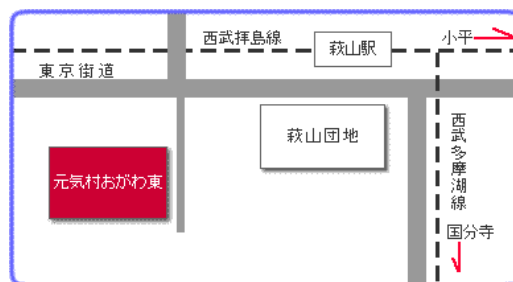 西武拝島線
萩山駅
小平
東京街道
萩山団地
西武多摩湖線
元気村おがわ東
国分寺